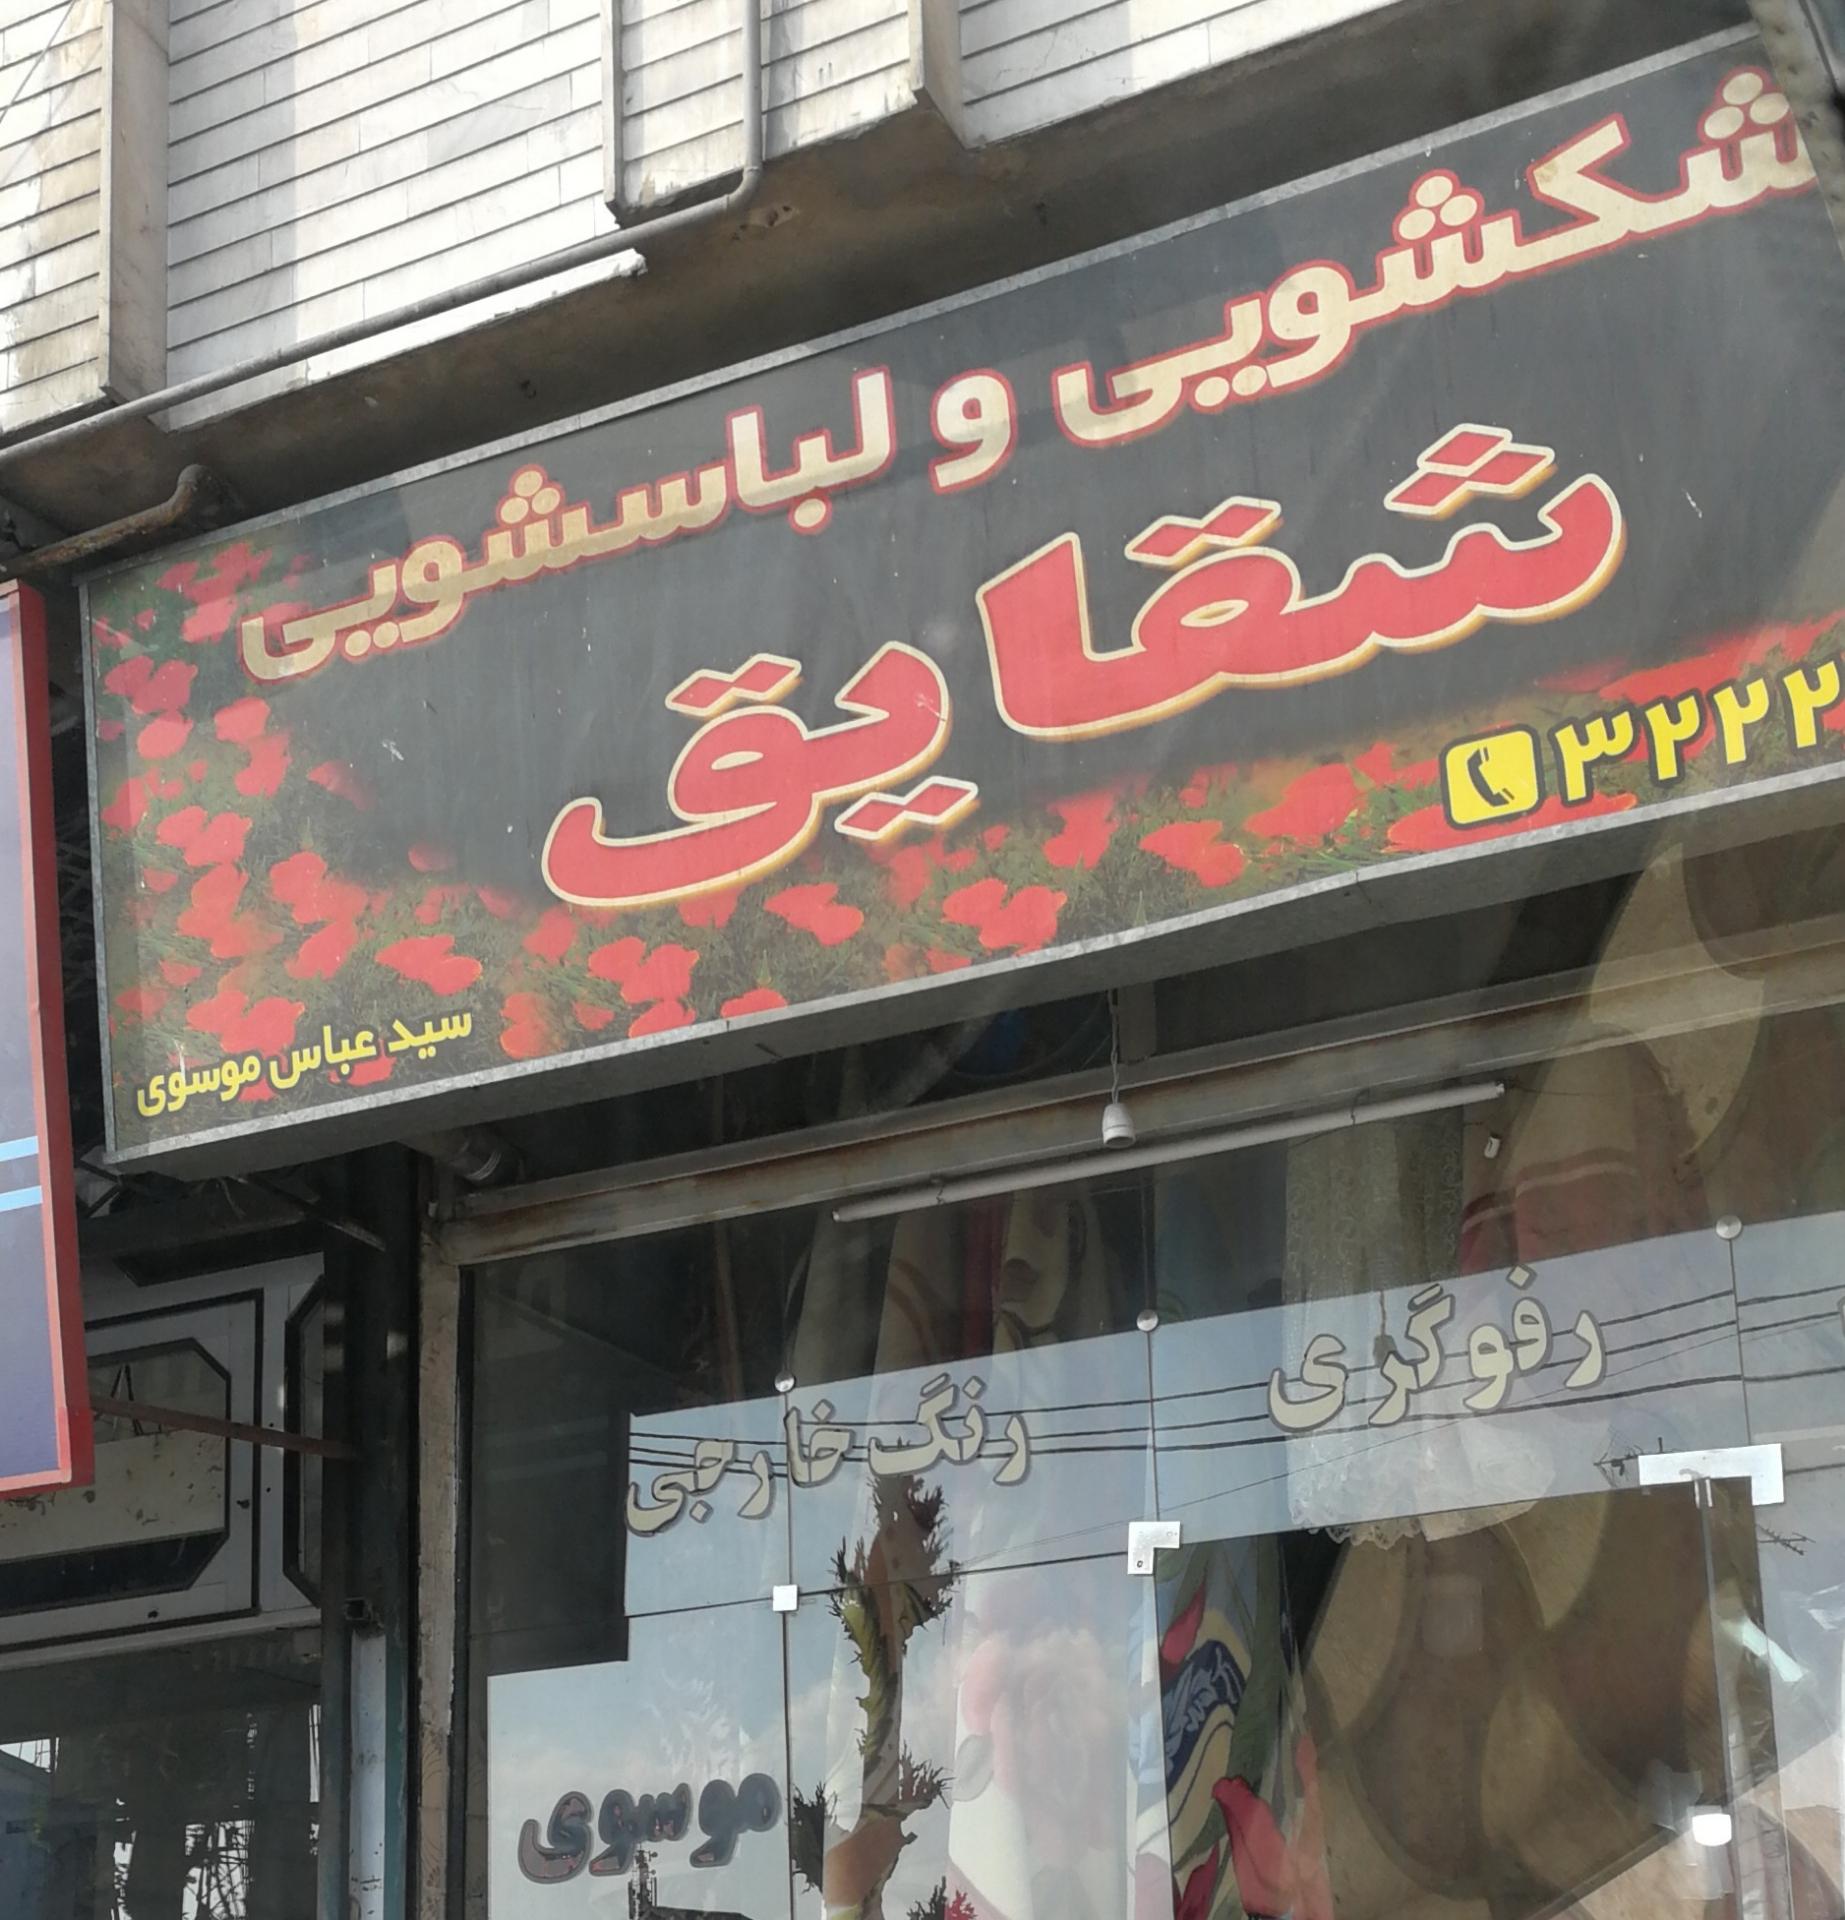 شکشویی و لباسشویی
شقایق
۳۲۲۲
سید عباس موسوی
رفوگری
رنگ خارجی
موسوی